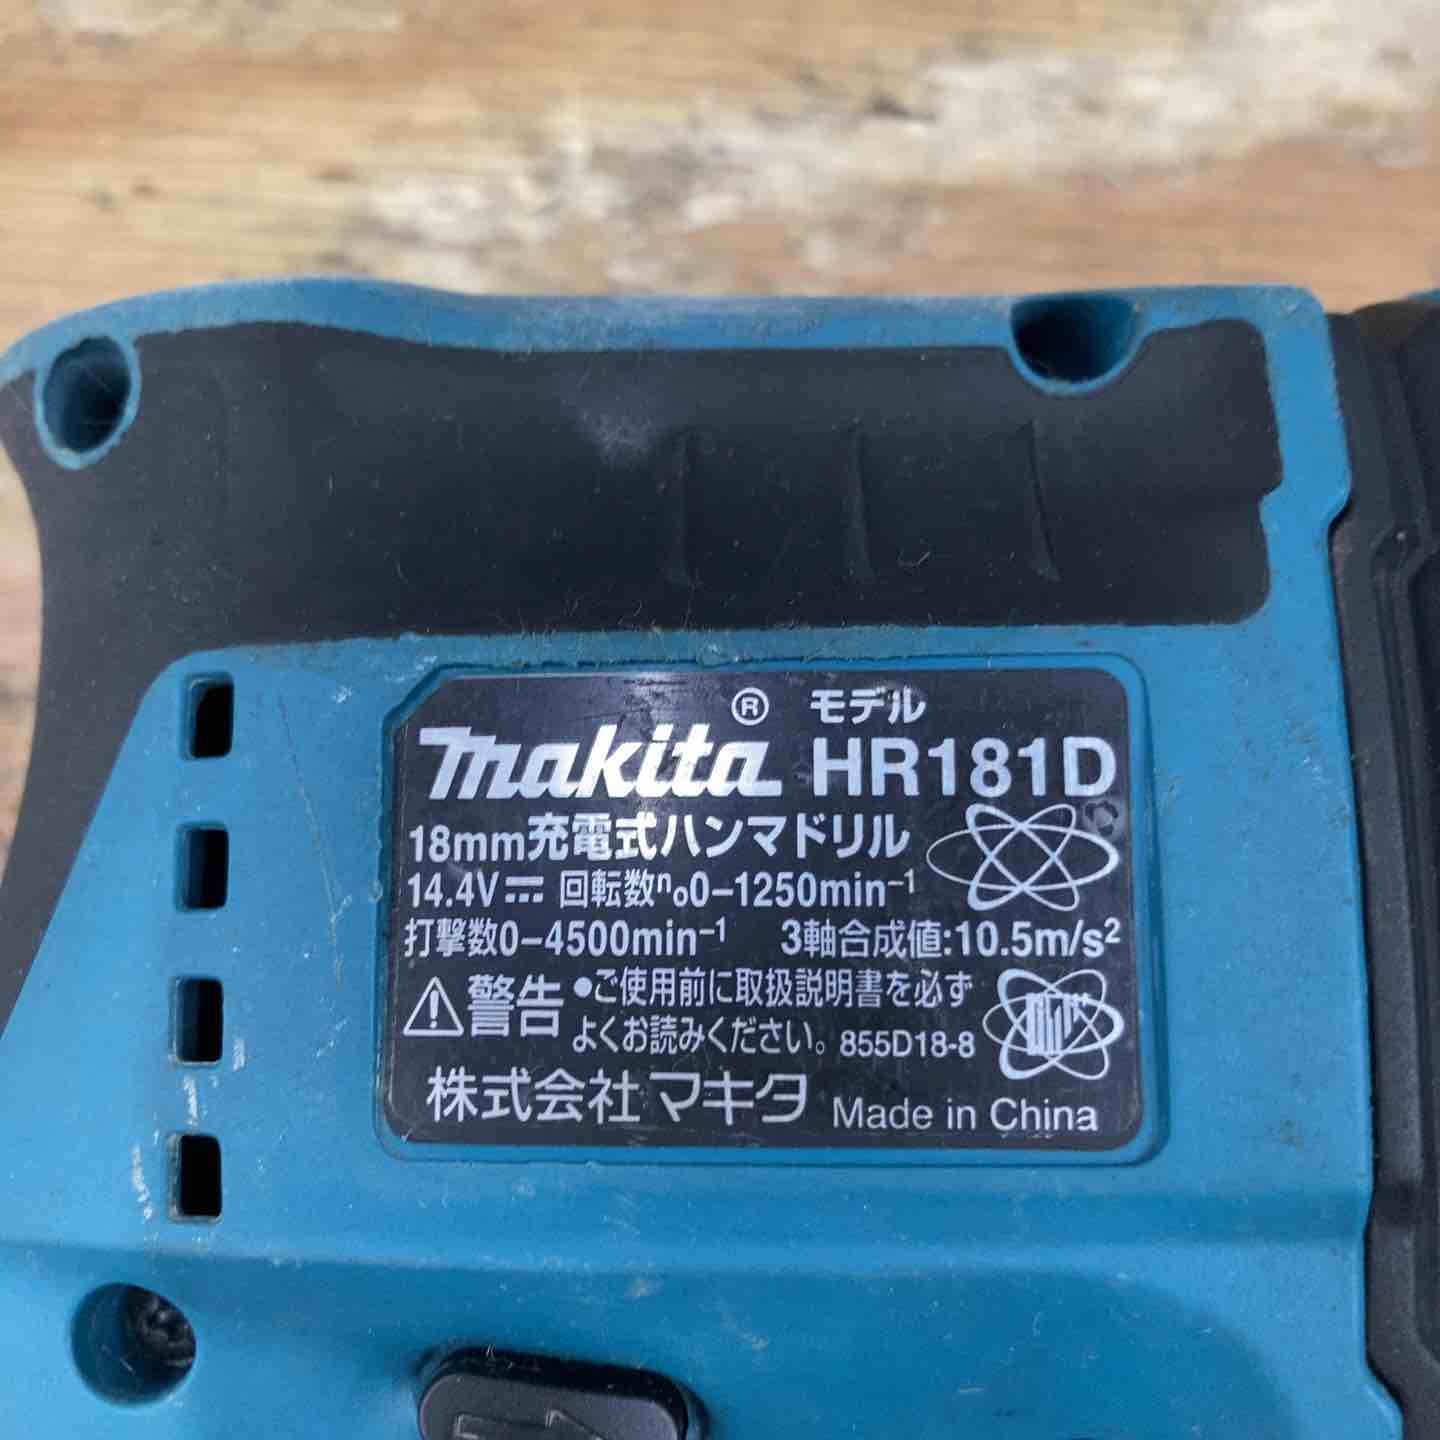 makita® モデル HR181D
18mm充電式ハンマドリル
14.4V⎓ 回転数n₀0-1250min⁻¹
打撃数0-4500min⁻¹ 3軸合成値:10.5m/s²
⚠警告 •ご使用前に取扱説明書を必ず
よくお読みください。 855D18-8
株式会社マキタ Made in China